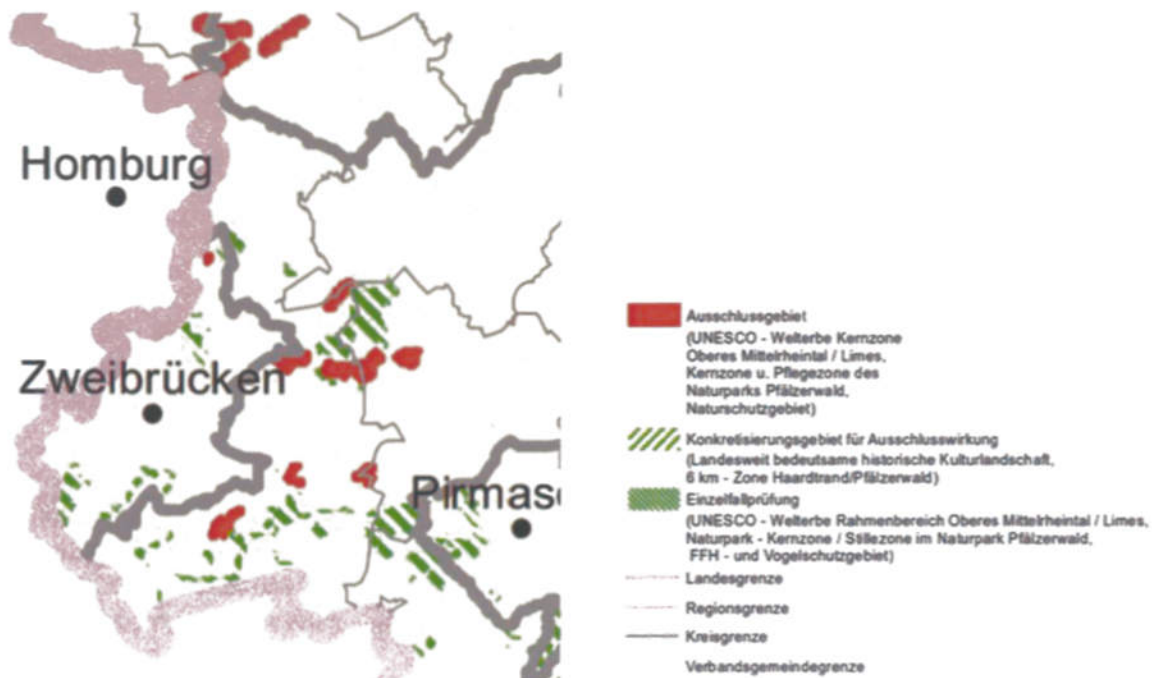 Homburg
Zweibrücken
Pirmas
Ausschlussgebiet
(UNESCO - Welterbe Kernzone
Oberes Mittelrheintal / Limes,
Kernzone u. Pflegezone des
Naturparks Pfälzerwald,
Naturschutzgebiet)
Konkretisierungsgebiet für Ausschlusswirkung
(Landesweit bedeutsame historische Kulturlandschaft,
6 km - Zone Haardtrand/Pfälzerwald)
Einzelfallprüfung
(UNESCO - Welterbe Rahmenbereich Oberes Mittelrheintal / Limes,
Naturpark - Kernzone / Stillezone im Naturpark Pfälzerwald,
FFH - und Vogelschutzgebiet)
Landesgrenze
Regionsgrenze
Kreisgrenze
Verbandsgemeindegrenze